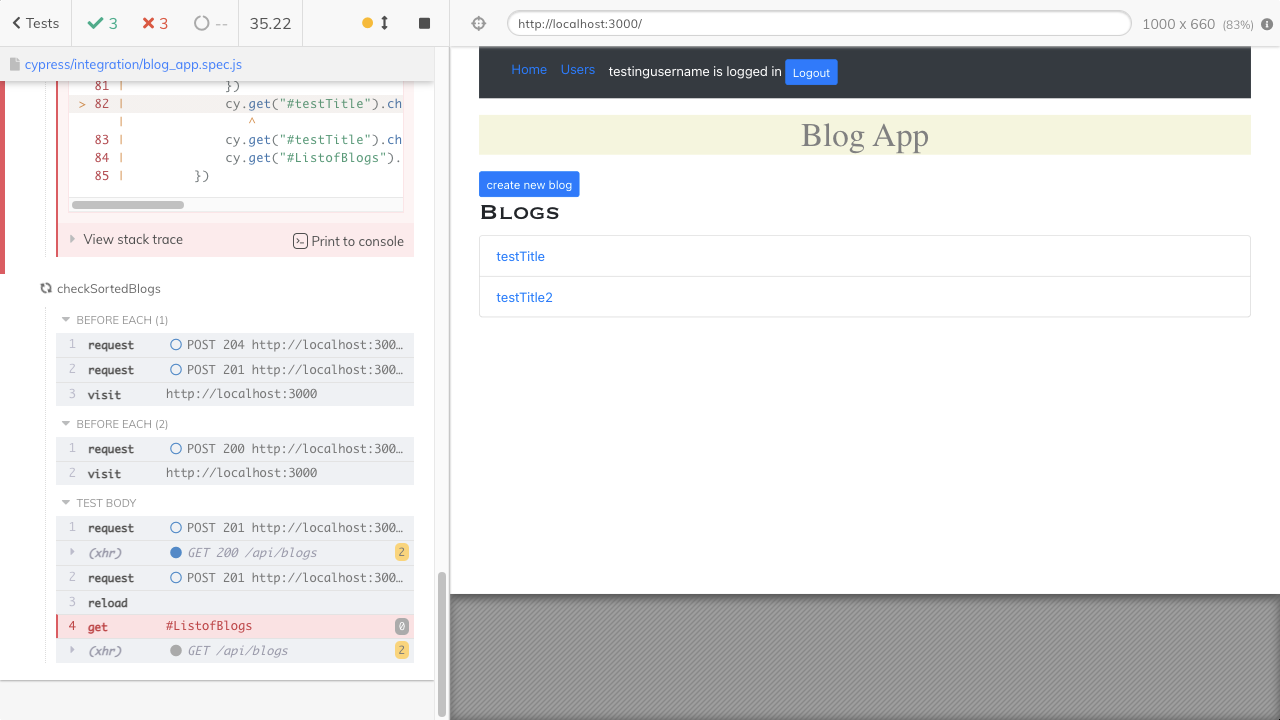 Tests
3
3
--
35.22
http://localhost:3000/
1000 x 660 (83%)
cypress/integration/blog_app.spec.js
81 | })
> 82 | cy.get("#testTitle").ch
| ^
83 | cy.get("#testTitle").ch
84 | cy.get("#ListofBlogs").
85 | })
View stack trace
Print to console
checkSortedBlogs
BEFORE EACH (1)
1 request POST 204 http://localhost:300…
2 request POST 201 http://localhost:300…
3 visit http://localhost:3000
BEFORE EACH (2)
1 request POST 200 http://localhost:300…
2 visit http://localhost:3000
TEST BODY
1 request POST 201 http://localhost:300…
(xhr) GET 200 /api/blogs 2
2 request POST 201 http://localhost:300…
3 reload
4 get #ListofBlogs 0
(xhr) GET /api/blogs 2
Home Users testingusername is logged in Logout
Blog App
create new blog
Blogs
testTitle
testTitle2